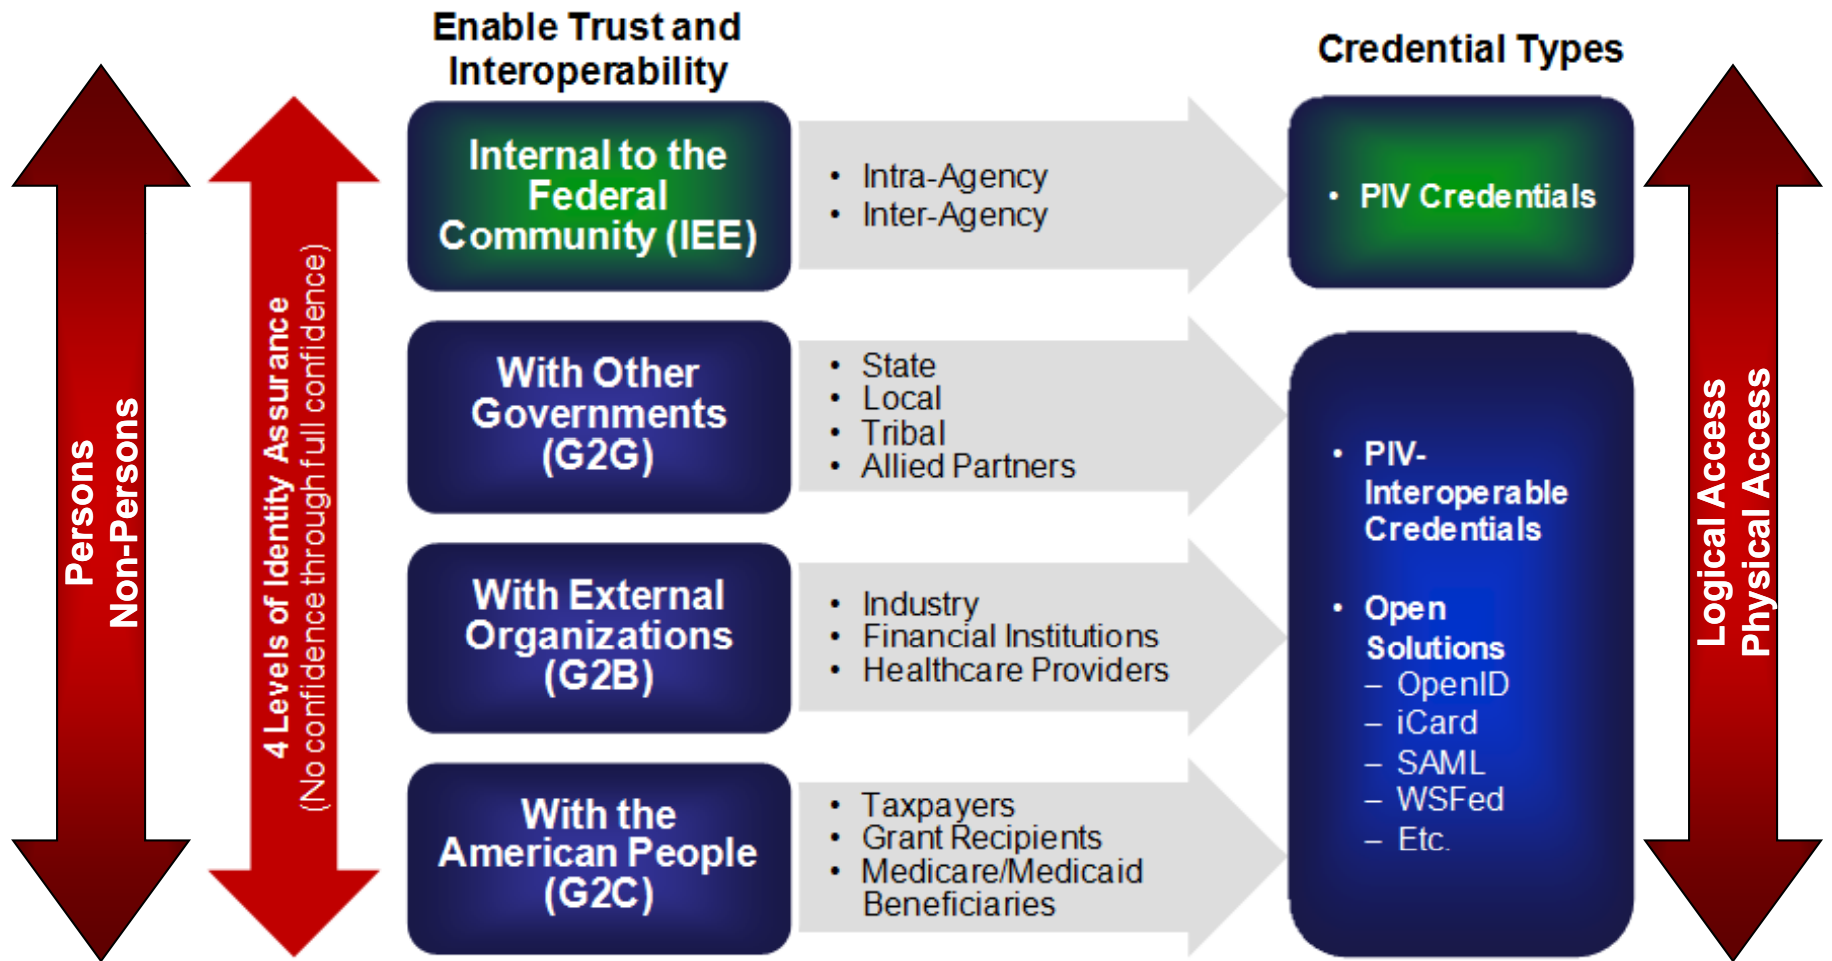 Enable Trust and
Interoperability
Credential Types
Persons
Non-Persons
4 Levels of Identity Assurance
(No confidence through full confidence)
Internal to the
Federal
Community (IEE)
• Intra-Agency
• Inter-Agency
• PIV Credentials
With Other
Governments
(G2G)
• State
• Local
• Tribal
• Allied Partners
With External
Organizations
(G2B)
• Industry
• Financial Institutions
• Healthcare Providers
With the
American People
(G2C)
• Taxpayers
• Grant Recipients
• Medicare/Medicaid
Beneficiaries
• PIV-
Interoperable
Credentials
• Open
Solutions
– OpenID
– iCard
– SAML
– WSFed
– Etc.
Logical Access
Physical Access